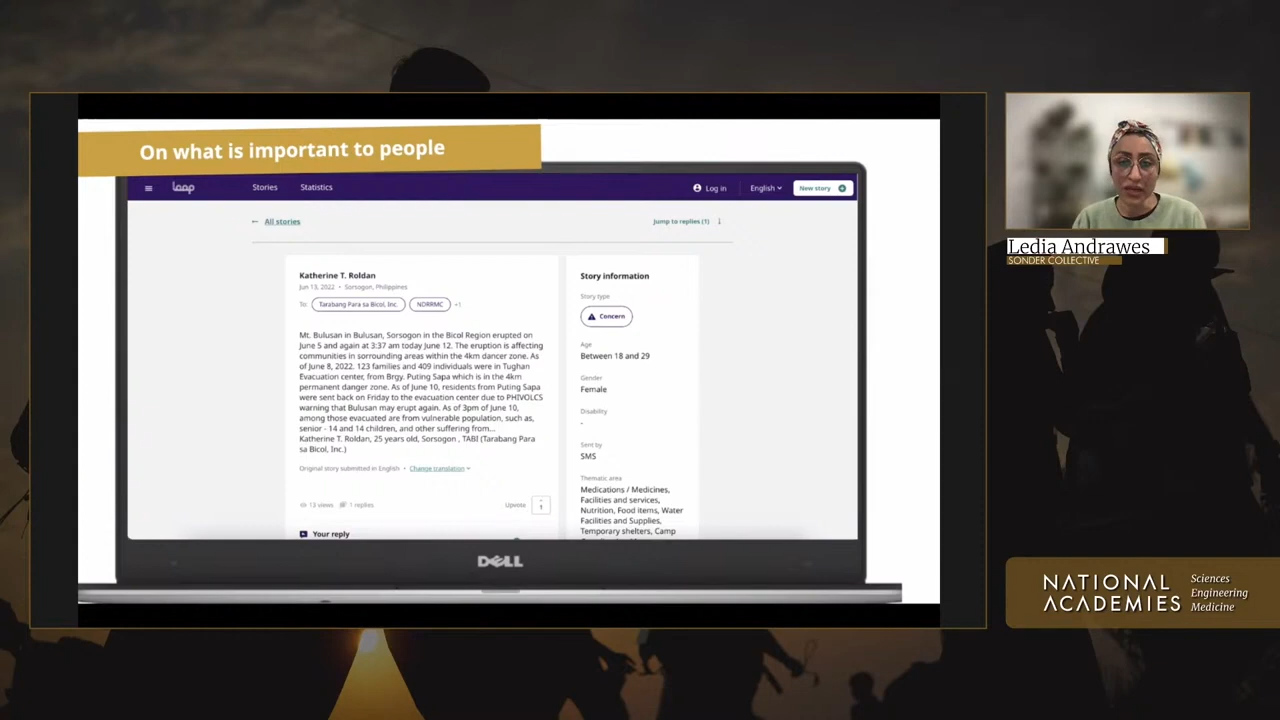 On what is important to people
loop
Stories
Statistics
Log in
English
New story
All stories
Jump to replies (1)
Katherine T. Roldan
Jun 13, 2022 • Sorsogon, Philippines
To: Tarabang Para sa Bicol, Inc. NDRRMC +1
Mt. Bulusan in Bulusan, Sorsogon in the Bicol Region erupted on
June 5 and again at 3:37 am today June 12. The eruption is affecting
communities in sorrounding areas within the 4km dancer zone. As
of June 8, 2022. 123 families and 409 individuals were in Tughan
Evacuation center, from Brgy. Puting Sapa which is in the 4km
permanent danger zone. As of June 10, residents from Puting Sapa
were sent back on Friday to the evacuation center due to PHIVOLCS
warning that Bulusan may erupt again. As of 3pm of June 10,
among those evacuated are from vulnerable population, such as,
senior - 14 and 14 children, and other suffering from...
Katherine T. Roldan, 25 years old, Sorsogon , TABI (Tarabang Para
sa Bicol, Inc.)
Original story submitted in English • Change translation
13 views 1 replies
Upvote 1
Your reply
Story information
Story type
Concern
Age
Between 18 and 29
Gender
Female
Disability
-
Sent by
SMS
Thematic area
Medications / Medicines,
Facilities and services,
Nutrition, Food items, Water
Facilities and Supplies,
Temporary shelters, Camp
DELL
Ledia Andrawes
SONDER COLLECTIVE
NATIONAL
ACADEMIES
Sciences
Engineering
Medicine